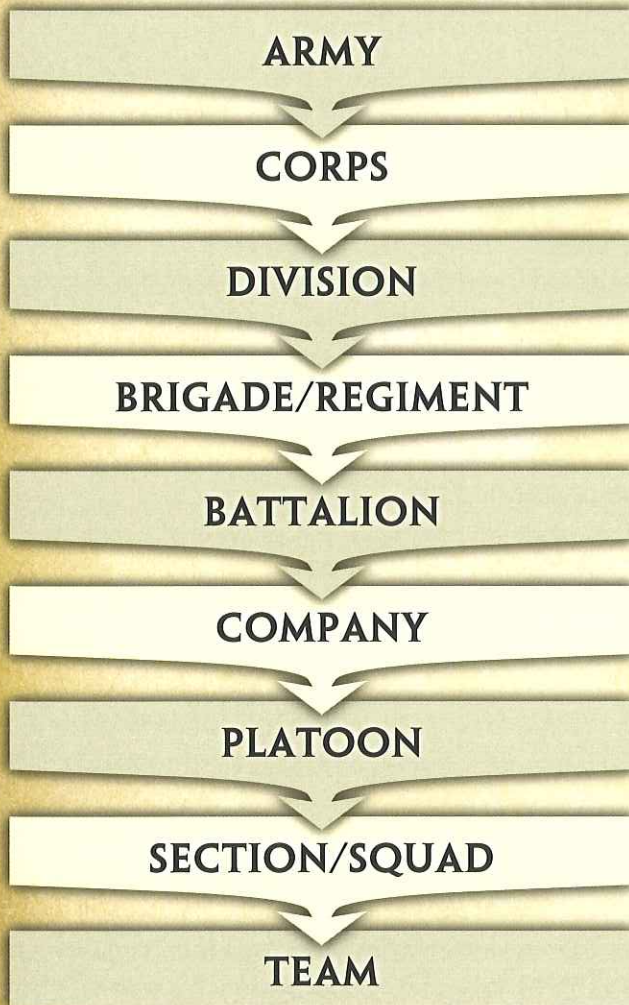 ARMY
CORPS
DIVISION
BRIGADE/REGIMENT
BATTALION
COMPANY
PLATOON
SECTION/SQUAD
TEAM